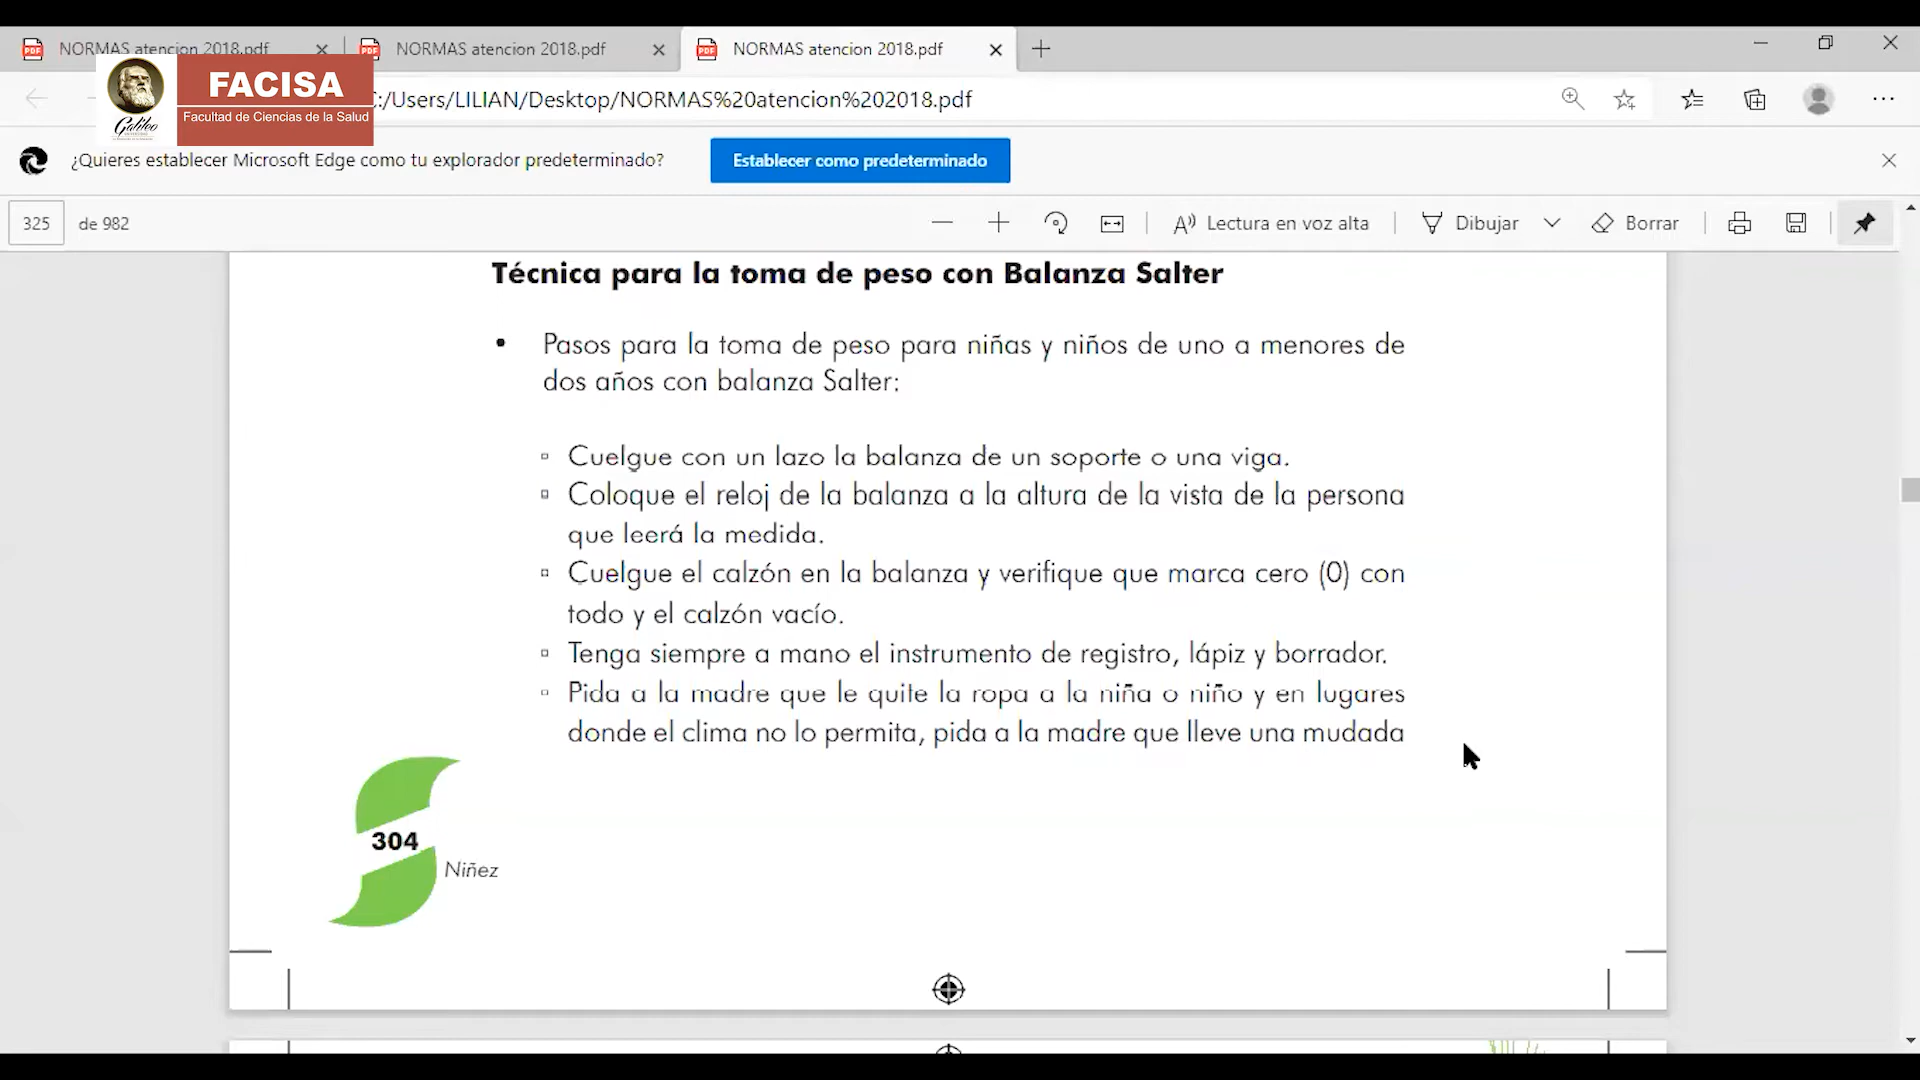 NORMAS atencion 2018.pdf
NORMAS atencion 2018.pdf
NORMAS atencion 2018.pdf
FACISA
Facultad de Ciencias de la Salud
Galileo
C:/Users/LILIAN/Desktop/NORMAS%20atencion%202018.pdf
¿Quieres establecer Microsoft Edge como tu explorador predeterminado?
Establecer como predeterminado
325 de 982
Lectura en voz alta
Dibujar
Borrar
Técnica para la toma de peso con Balanza Salter
• Pasos para la toma de peso para niñas y niños de uno a menores de
dos años con balanza Salter:
▫ Cuelgue con un lazo la balanza de un soporte o una viga.
▫ Coloque el reloj de la balanza a la altura de la vista de la persona
que leerá la medida.
▫ Cuelgue el calzón en la balanza y verifique que marca cero (0) con
todo y el calzón vacío.
▫ Tenga siempre a mano el instrumento de registro, lápiz y borrador.
▫ Pida a la madre que le quite la ropa a la niña o niño y en lugares
donde el clima no lo permita, pida a la madre que lleve una mudada
304
Niñez